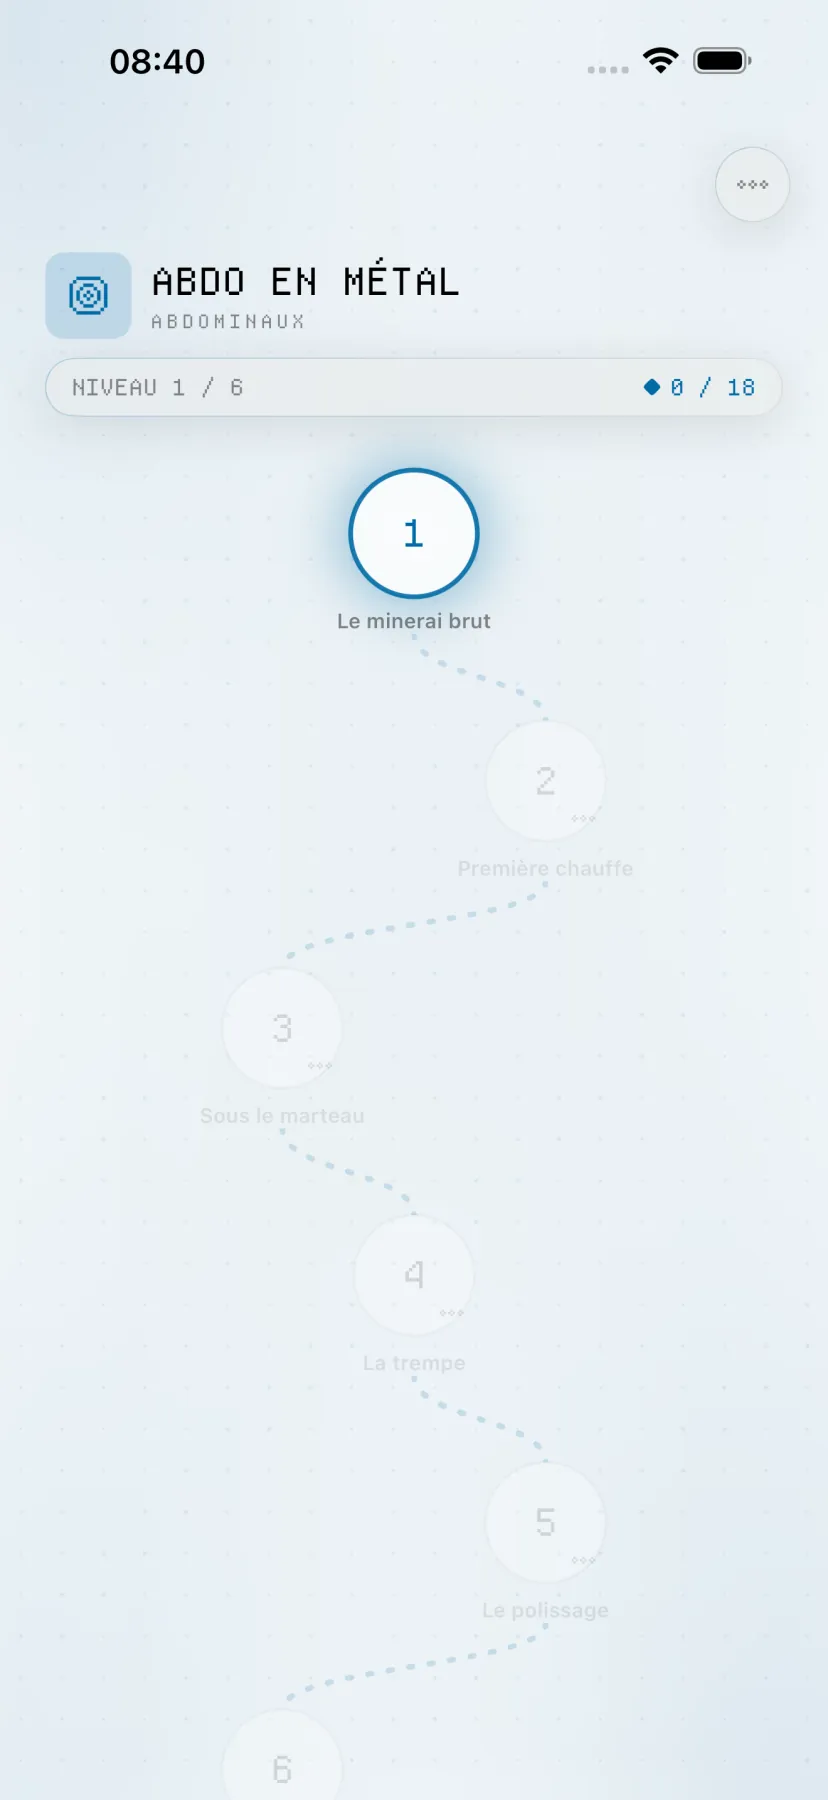 08:40
ABDO EN MÉTAL
ABDOMINAUX
NIVEAU 1 / 6
0 / 18
1
Le minerai brut
2
Première chauffe
3
Sous le marteau
4
La trempe
5
Le polissage
6